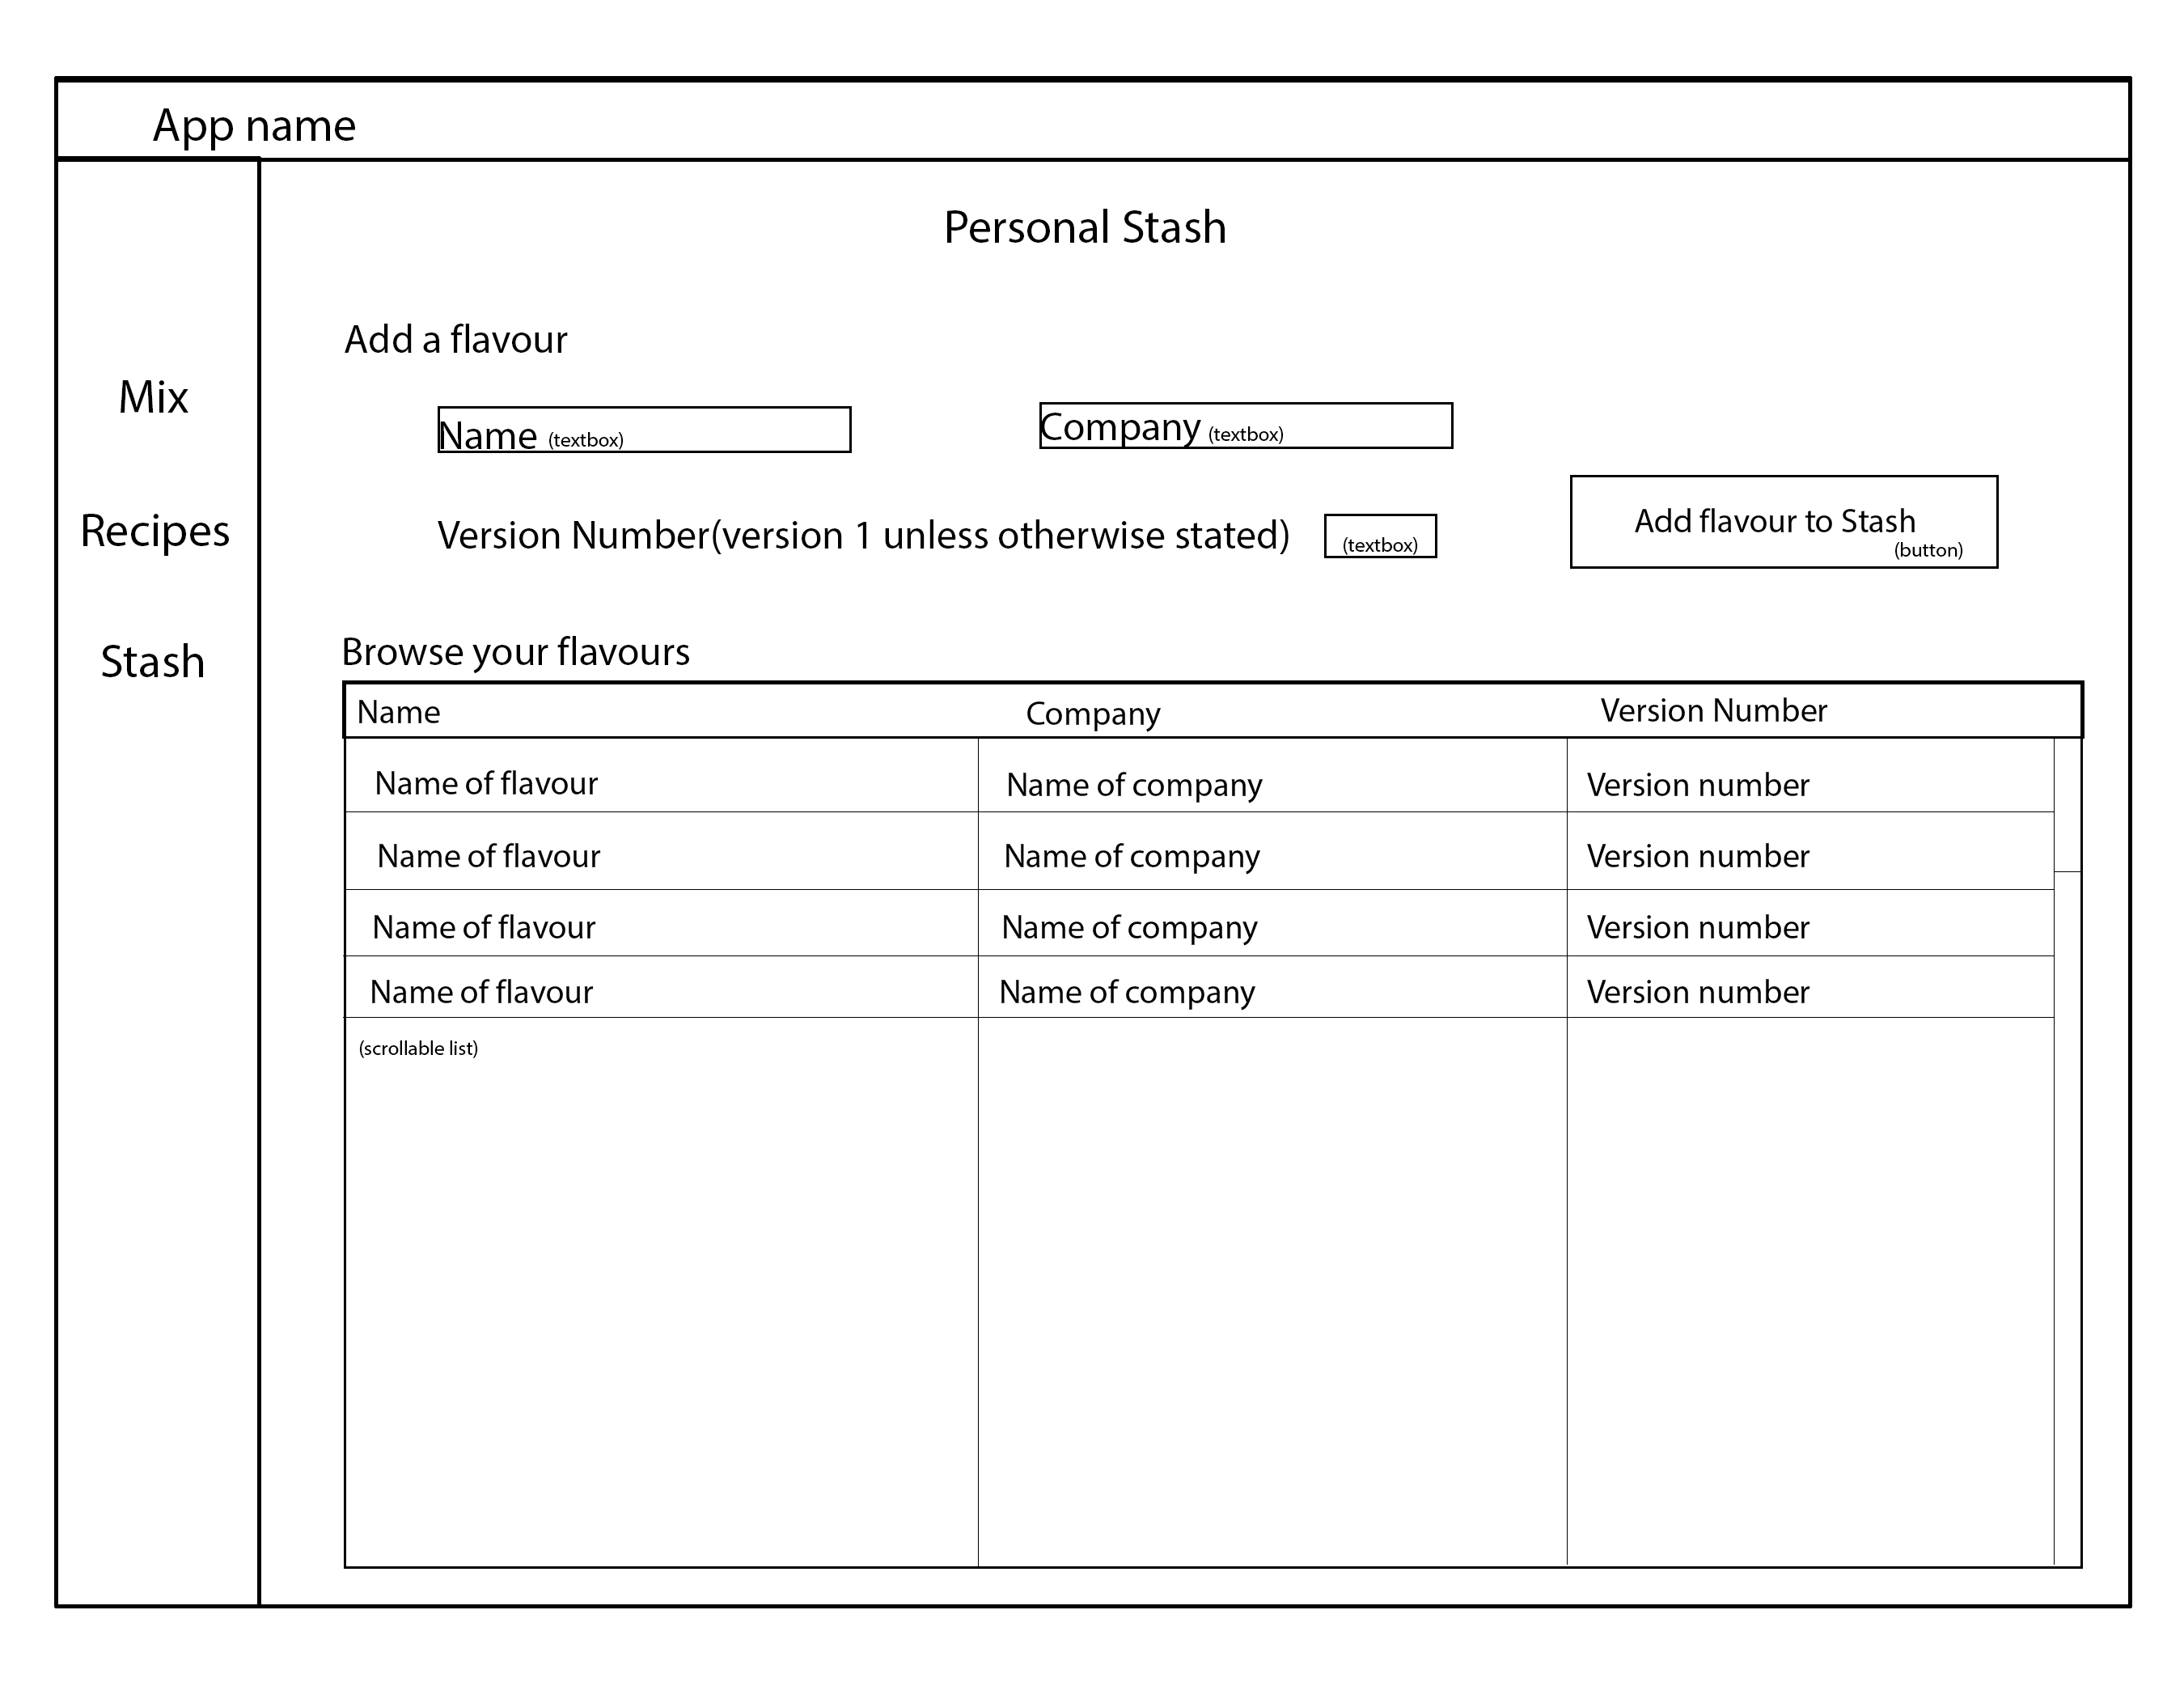 App name
Mix
Recipes
Stash
Personal Stash
Add a flavour
Name (textbox)
Company (textbox)
Version Number(version 1 unless otherwise stated)
(textbox)
Add flavour to Stash
(button)
Browse your flavours
Name Company Version Number
Name of flavour Name of company Version number
Name of flavour Name of company Version number
Name of flavour Name of company Version number
Name of flavour Name of company Version number
(scrollable list)